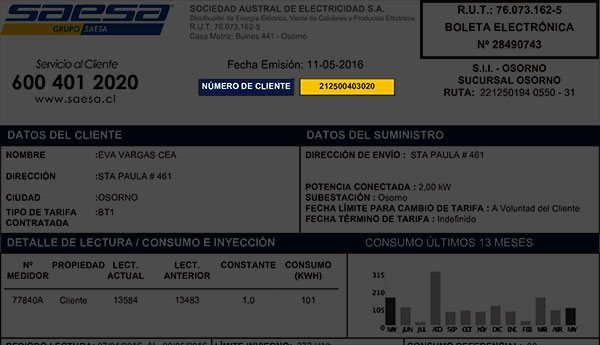 saesa
GRUPO SAESA
SOCIEDAD AUSTRAL DE ELECTRICIDAD S.A.
Distribución de Energía Eléctrica, Venta de Celulares y Productos Eléctricos
R.U.T. 76.073.162-5
Casa Matriz: Bulnes 441 - Osorno
R.U.T.: 76.073.162-5
BOLETA ELECTRÓNICA
Nº 28490743
Servicio al Cliente
600 401 2020
www.saesa.cl
Fecha Emisión: 11-05-2016
NÚMERO DE CLIENTE 212500403020
S.I.I. - OSORNO
SUCURSAL OSORNO
RUTA: 221250194 0550 - 31
DATOS DEL CLIENTE
NOMBRE :EVA VARGAS CEA
DIRECCIÓN :STA PAULA # 461
CIUDAD :OSORNO
TIPO DE TARIFA :BT1
CONTRATADA
DATOS DEL SUMINISTRO
DIRECCIÓN DE ENVÍO : STA PAULA # 461
POTENCIA CONECTADA : 2,00 kW
SUBESTACIÓN : Osorno
FECHA LÍMITE PARA CAMBIO DE TARIFA : A Voluntad del Cliente
FECHA TÉRMINO DE TARIFA : Indefinido
DETALLE DE LECTURA / CONSUMO E INYECCIÓN
Nº MEDIDOR PROPIEDAD LECT. ACTUAL LECT. ANTERIOR CONSTANTE CONSUMO (KWH)
77840A Cliente 13584 13483 1,0 101
CONSUMO ÚLTIMOS 13 MESES
315
210
105
0
MAY JUN JUL AGO SEP OCT NOV DIC ENE FEB MAR ABR MAY